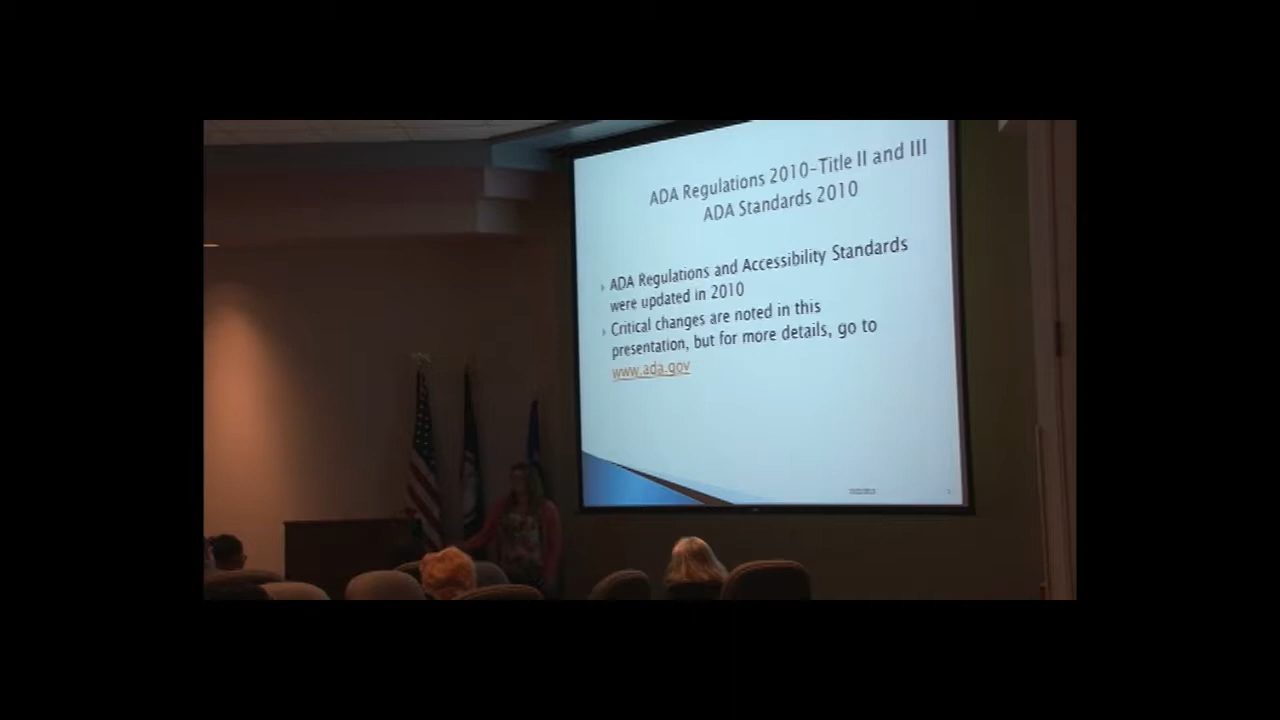 ADA Regulations 2010-Title II and III
ADA Standards 2010
ADA Regulations and Accessibility Standards
were updated in 2010
Critical changes are noted in this
presentation, but for more details, go to
www.ada.gov